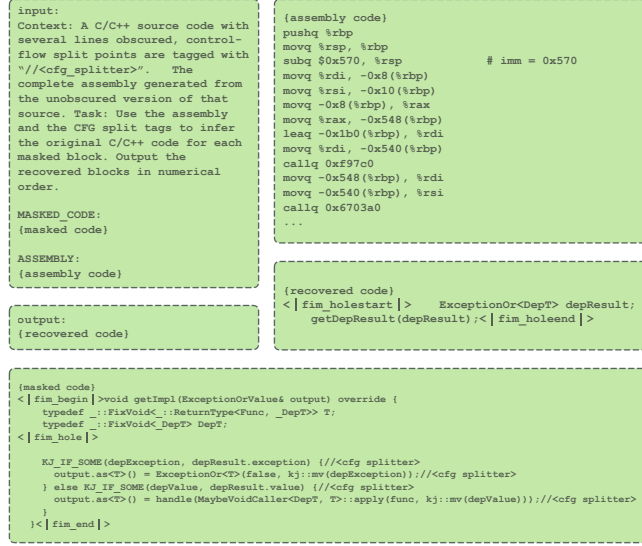 input:
Context: A C/C++ source code with
several lines obscured, control-
flow split points are tagged with
"//<cfg_splitter>". The
complete assembly generated from
the unobscured version of that
source. Task: Use the assembly
and the CFG split tags to infer
the original C/C++ code for each
masked block. Output the
recovered blocks in numerical
order.
MASKED_CODE:
{masked code}
ASSEMBLY:
{assembly code}
output:
{recovered code}
{assembly code}
pushq %rbp
movq %rsp, %rbp
subq $0x570, %rsp # imm = 0x570
movq %rdi, -0x8(%rbp)
movq %rsi, -0x10(%rbp)
movq -0x8(%rbp), %rax
movq %rax, -0x548(%rbp)
leaq -0x1b0(%rbp), %rdi
movq %rdi, -0x540(%rbp)
callq 0xf97c0
movq -0x548(%rbp), %rdi
movq -0x540(%rbp), %rsi
callq 0x6703a0
...
{recovered code}
<|fim_holestart|> ExceptionOr<DepT> depResult;
getDepResult(depResult);<|fim_holeend|>
{masked code}
<|fim_begin|>void getImpl(ExceptionOrValue& output) override {
typedef _::FixVoid<_::ReturnType<Func, _DepT>> T;
typedef _::FixVoid<_DepT> DepT;
<|fim_hole|>
KJ_IF_SOME(depException, depResult.exception) {//<cfg splitter>
output.as<T>() = ExceptionOr<T>(false, kj::mv(depException));//<cfg splitter>
} else KJ_IF_SOME(depValue, depResult.value) {//<cfg splitter>
output.as<T>() = handle(MaybeVoidCaller<DepT, T>::apply(func, kj::mv(depValue)));//<cfg splitter>
}
}<|fim_end|>